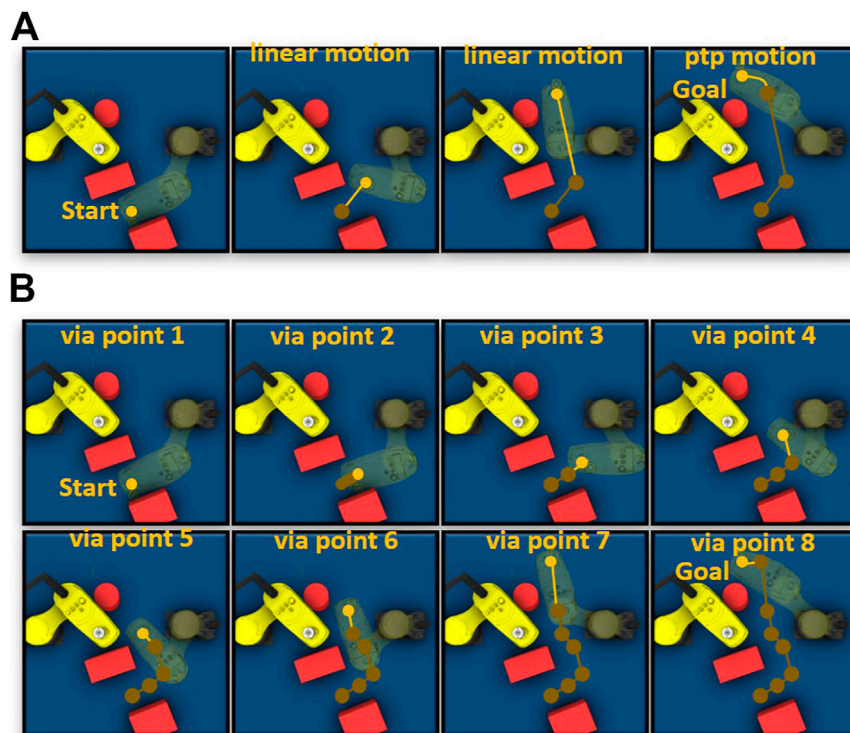 A
linear motion
linear motion
ptp motion
Goal
Start
B
via point 1
via point 2
via point 3
via point 4
Start
via point 5
via point 6
via point 7
via point 8
Goal